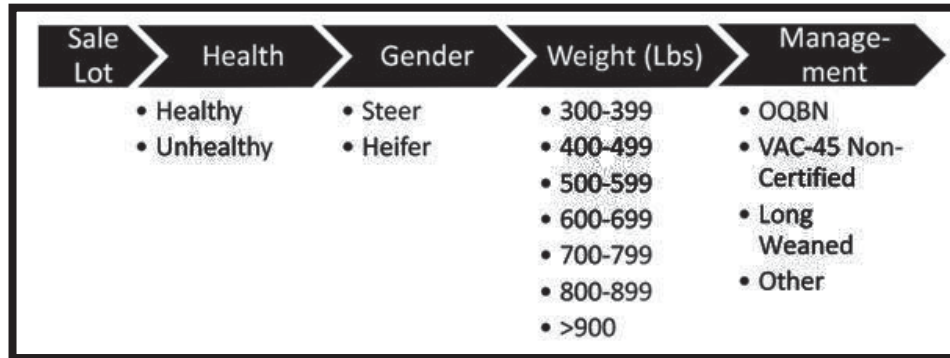 Sale
Lot
Health
Gender
Weight (Lbs)
Manage-
ment
• Healthy
• Unhealthy
• Steer
• Heifer
• 300-399
• 400-499
• 500-599
• 600-699
• 700-799
• 800-899
• >900
• OQBN
• VAC-45 Non-
Certified
• Long
Weaned
• Other